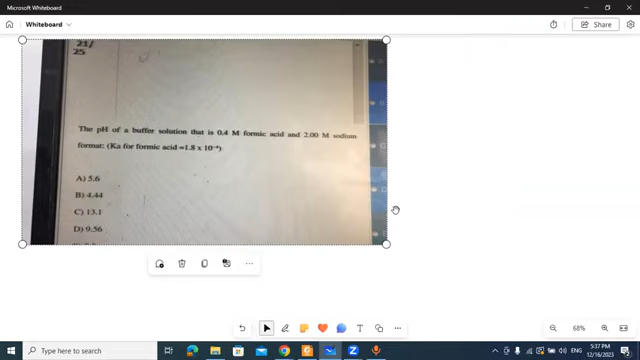 Microsoft Whiteboard
Whiteboard
Share
21/
25
The pH of a buffer solution that is 0.4 M formic acid and 2.00 M sodium
format: (Ka for formic acid =1.8 x 10⁻⁴)
A) 5.6
B) 4.44
C) 13.1
D) 9.56
68%
Type here to search
ENG
5:37 PM
12/16/2023